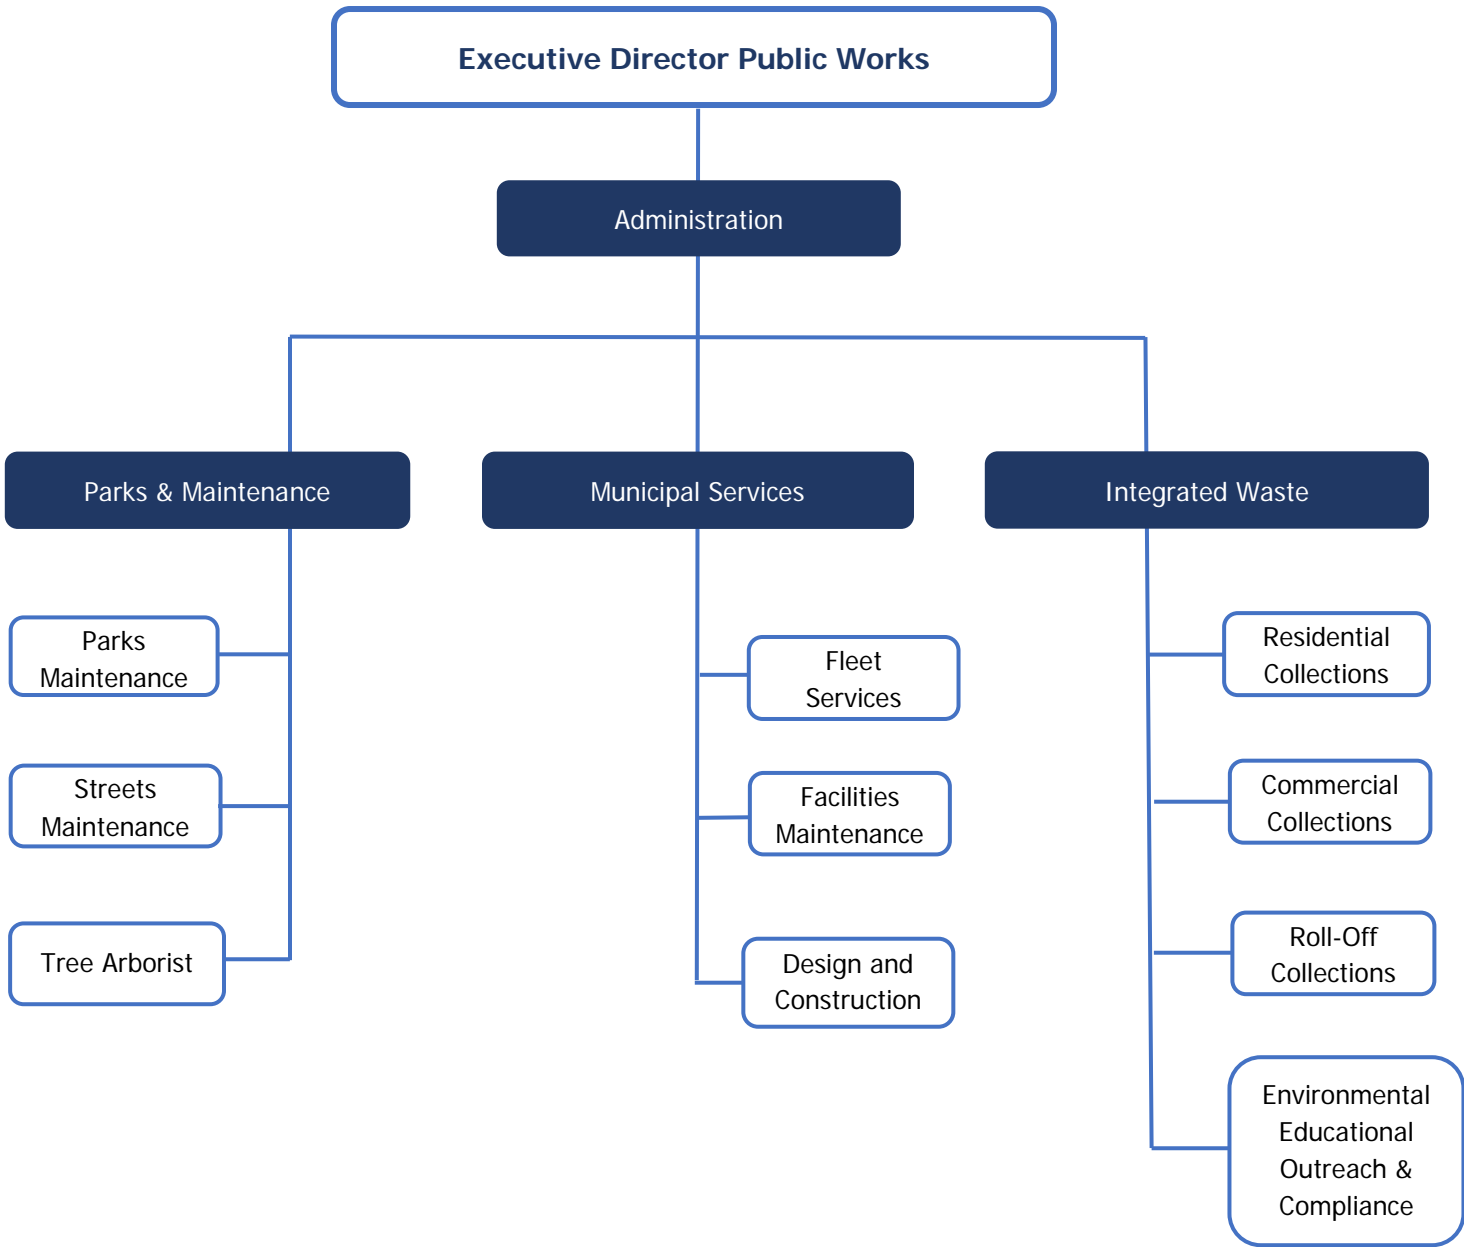 Executive Director Public Works
Administration
Parks & Maintenance
Municipal Services
Integrated Waste
Parks
Maintenance
Streets
Maintenance
Tree Arborist
Fleet
Services
Facilities
Maintenance
Design and
Construction
Residential
Collections
Commercial
Collections
Roll-Off
Collections
Environmental
Educational
Outreach &
Compliance